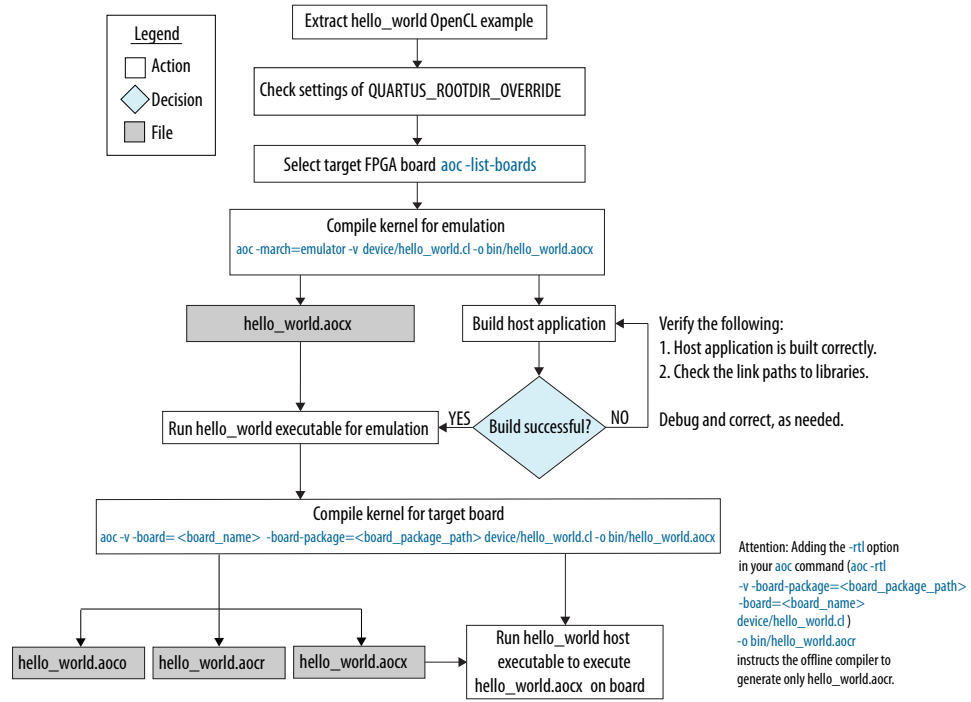 Legend
Action
Decision
File
Extract hello_world OpenCL example
Check settings of QUARTUS_ROOTDIR_OVERRIDE
Select target FPGA board aoc -list-boards
Compile kernel for emulation
aoc -march=emulator -v device/hello_world.cl -o bin/hello_world.aocx
hello_world.aocx
Build host application
Verify the following:
1. Host application is built correctly.
2. Check the link paths to libraries.
Debug and correct, as needed.
Build successful?
YES
NO
Run hello_world executable for emulation
Compile kernel for target board
aoc -v -board=<board_name> -board-package=<board_package_path> device/hello_world.cl -o bin/hello_world.aocx
hello_world.aoco
hello_world.aocr
hello_world.aocx
Run hello_world host
executable to execute
hello_world.aocx on board
Attention: Adding the -rtl option
in your aoc command (aoc -rtl
-v -board-package=<board_package_path>
-board=<board_name>
device/hello_world.cl )
-o bin/hello_world.aocr
instructs the offline compiler to
generate only hello_world.aocr.